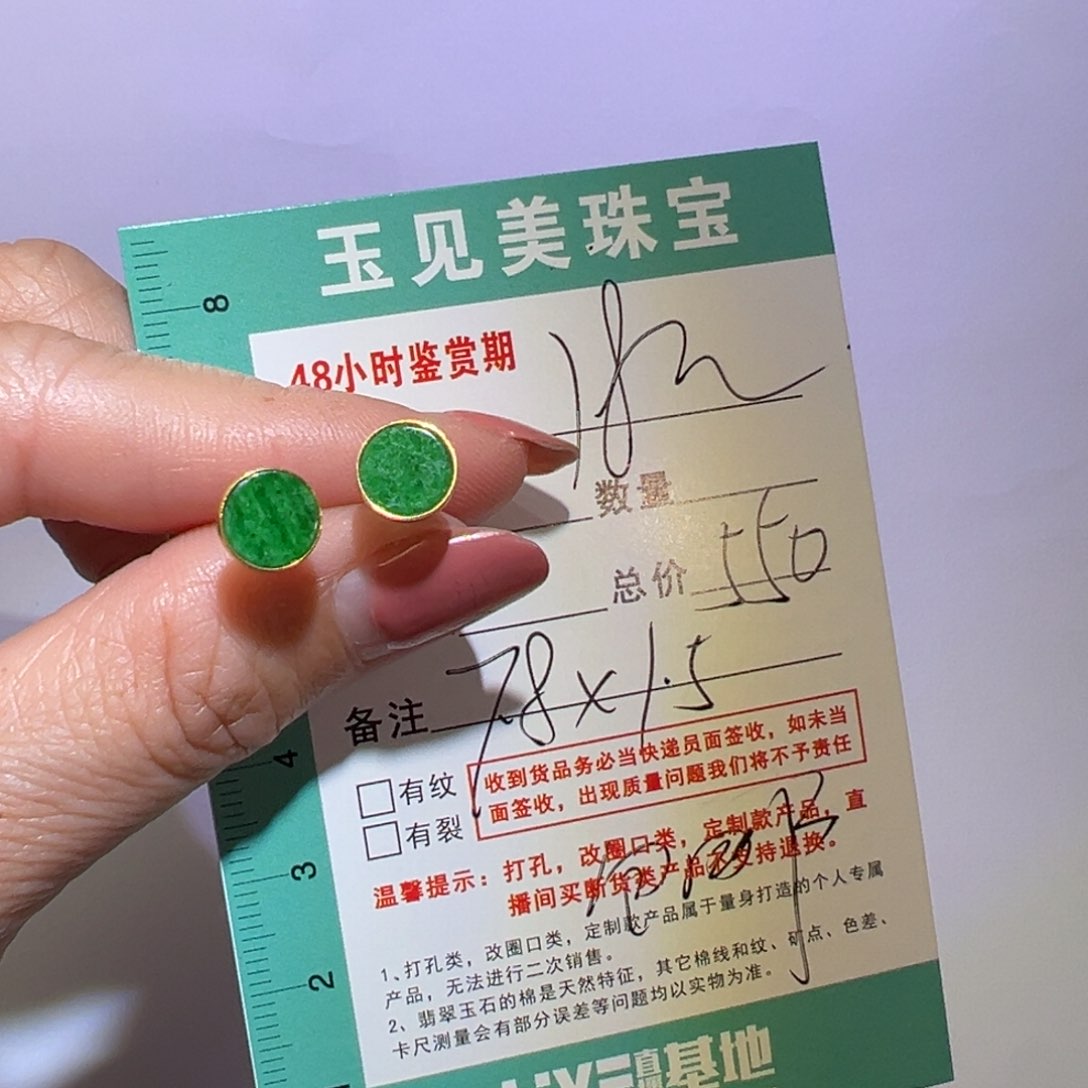 玉见美珠宝
48小时鉴赏期
18k
数量
总价 550
备注 7.8×1.5
有纹
有裂
收到货品务必当快递员面签收，如未当
面签收，出现质量问题我们将不予责任
温馨提示：打孔，改圈口类，定制款产品，直
播间买断货类产品不支持退换。
1、打孔类，改圈口类，定制款产品属于量身打造的个人专属
产品，无法进行二次销售。
2、翡翠玉石的棉是天然特征，其它棉线和纹、矿点、色差、
卡尺测量会有部分误差等问题均以实物为准。
基地
8
4
3
2